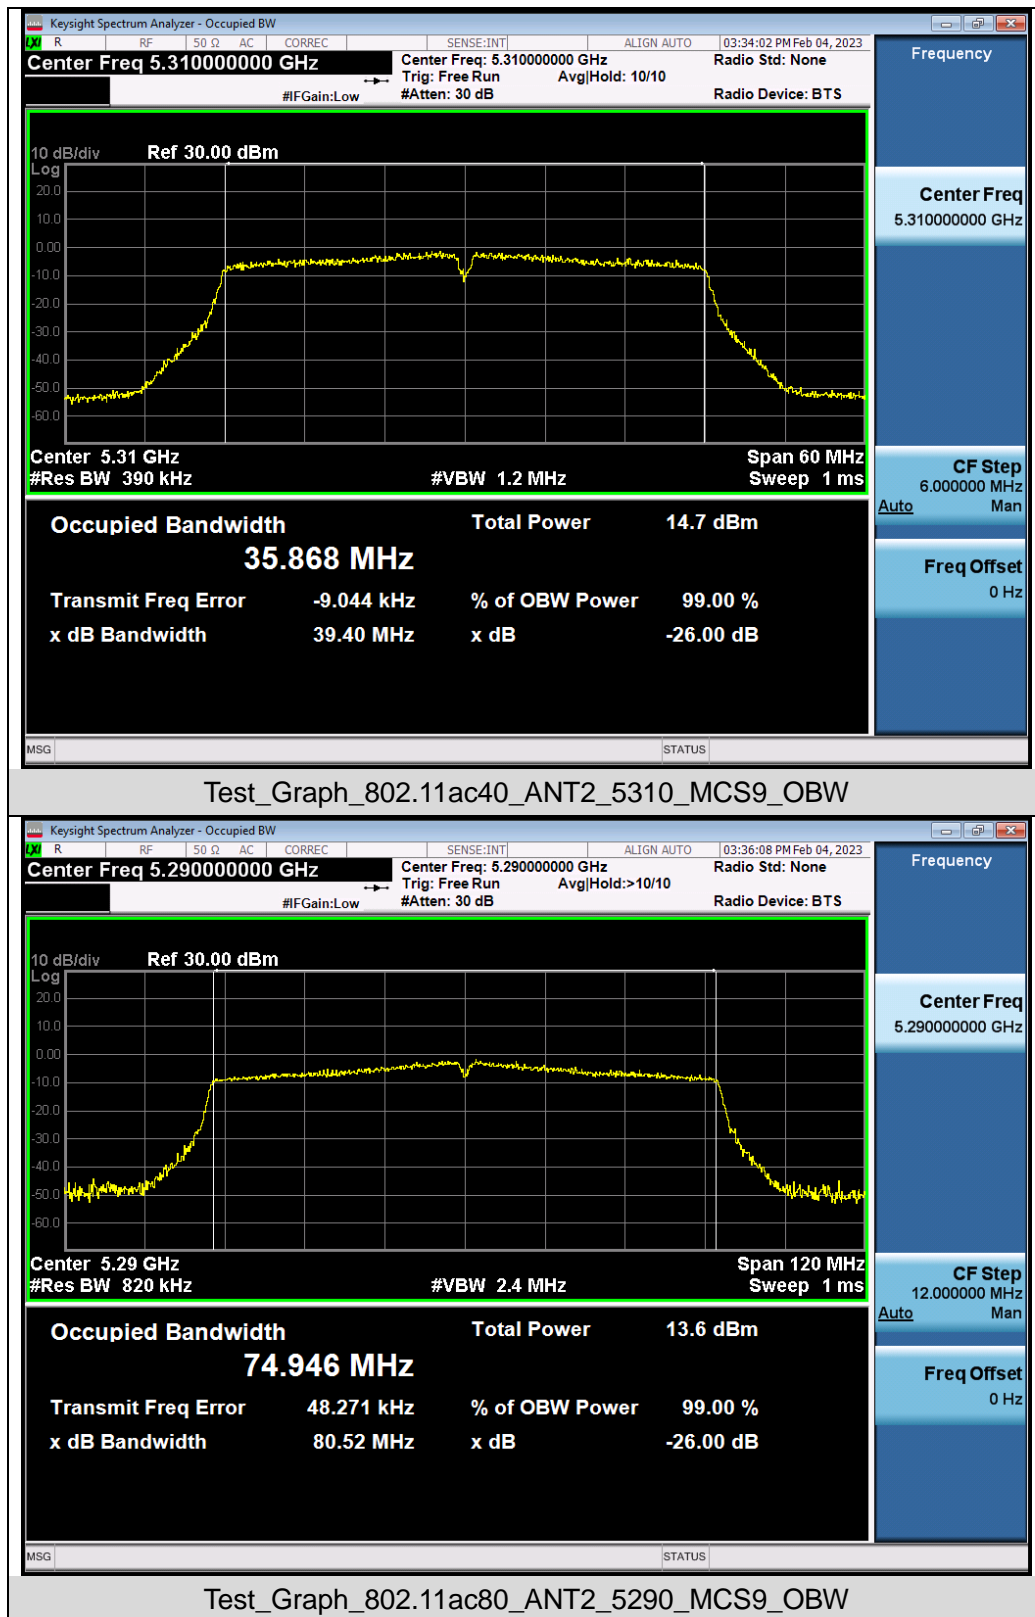 Keysight Spectrum Analyzer - Occupied BW
LXI R RF 50 Ω AC CORREC SENSE:INT ALIGN AUTO 03:34:02 PM Feb 04, 2023
Center Freq 5.310000000 GHz
Center Freq: 5.310000000 GHz
Radio Std: None
Trig: Free Run Avg|Hold: 10/10
#IFGain:Low
#Atten: 30 dB
Radio Device: BTS
Frequency
10 dB/div Ref 30.00 dBm
Log
20.0
10.0
0.00
-10.0
-20.0
-30.0
-40.0
-50.0
-60.0
Center Freq
5.310000000 GHz
Center 5.31 GHz Span 60 MHz
#Res BW 390 kHz #VBW 1.2 MHz Sweep 1 ms
CF Step
6.000000 MHz
Auto Man
Occupied Bandwidth Total Power 14.7 dBm
35.868 MHz
Freq Offset
0 Hz
Transmit Freq Error -9.044 kHz % of OBW Power 99.00 %
x dB Bandwidth 39.40 MHz x dB -26.00 dB
MSG STATUS
Test_Graph_802.11ac40_ANT2_5310_MCS9_OBW
Keysight Spectrum Analyzer - Occupied BW
LXI R RF 50 Ω AC CORREC SENSE:INT ALIGN AUTO 03:36:08 PM Feb 04, 2023
Center Freq 5.290000000 GHz
Center Freq: 5.290000000 GHz
Radio Std: None
Trig: Free Run Avg|Hold:>10/10
#IFGain:Low
#Atten: 30 dB
Radio Device: BTS
Frequency
10 dB/div Ref 30.00 dBm
Log
20.0
10.0
0.00
-10.0
-20.0
-30.0
-40.0
-50.0
-60.0
Center Freq
5.290000000 GHz
Center 5.29 GHz Span 120 MHz
#Res BW 820 kHz #VBW 2.4 MHz Sweep 1 ms
CF Step
12.000000 MHz
Auto Man
Occupied Bandwidth Total Power 13.6 dBm
74.946 MHz
Freq Offset
0 Hz
Transmit Freq Error 48.271 kHz % of OBW Power 99.00 %
x dB Bandwidth 80.52 MHz x dB -26.00 dB
MSG STATUS
Test_Graph_802.11ac80_ANT2_5290_MCS9_OBW